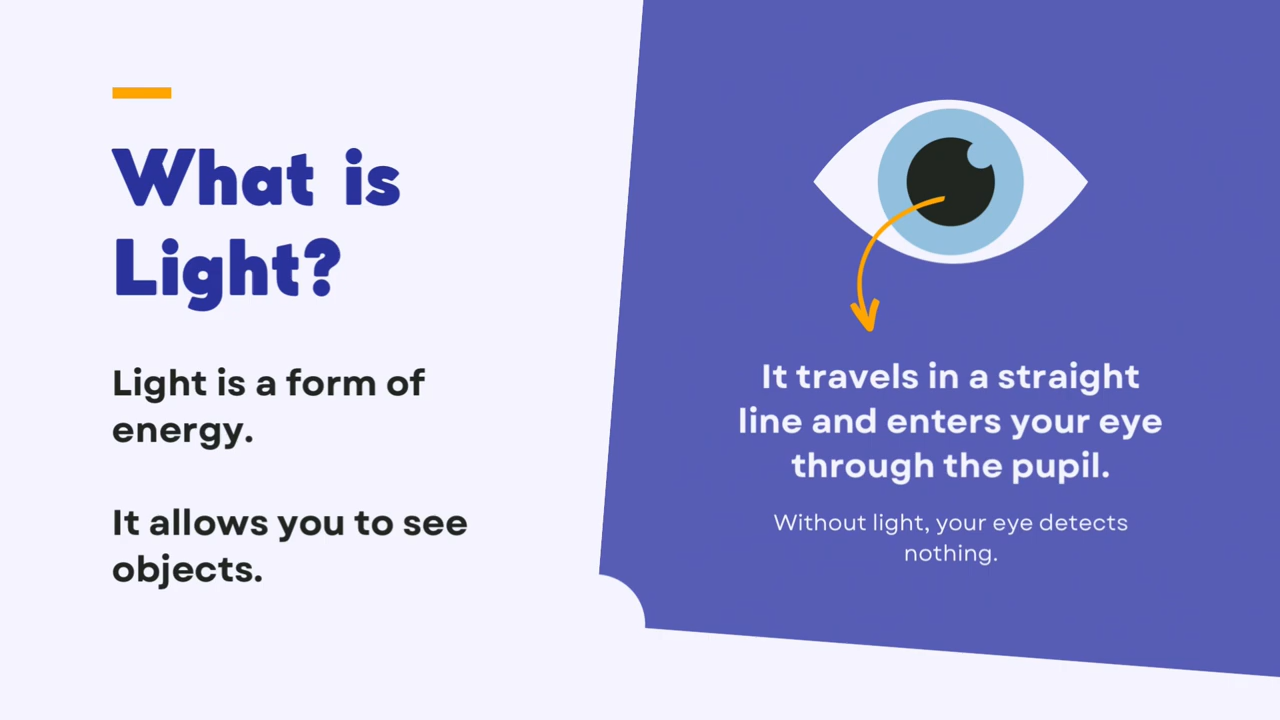 What is
Light?
Light is a form of
energy.
It allows you to see
objects.
It travels in a straight
line and enters your eye
through the pupil.
Without light, your eye detects
nothing.